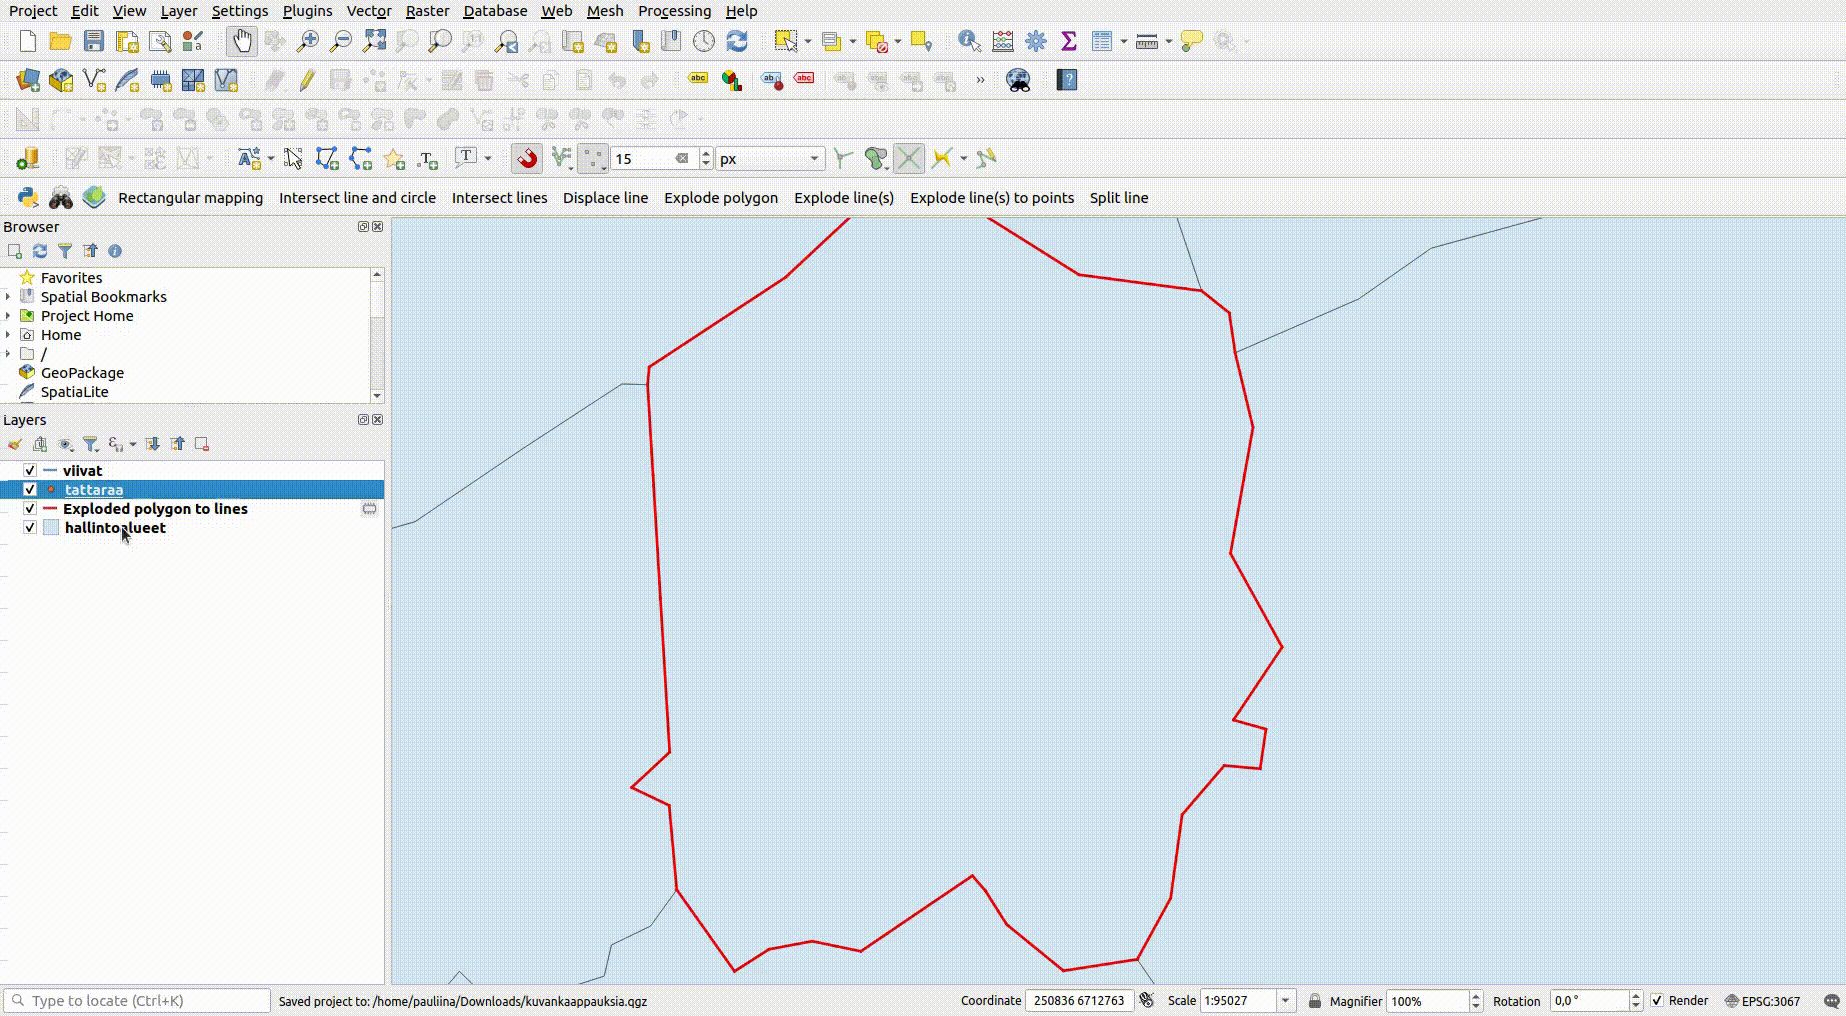 Project Edit View Layer Settings Plugins Vector Raster Database Web Mesh Processing Help
abc abc abc
15 px
Rectangular mapping Intersect line and circle Intersect lines Displace line Explode polygon Explode line(s) Explode line(s) to points Split line
Browser
Favorites
Spatial Bookmarks
Project Home
Home
/
GeoPackage
SpatiaLite
Layers
viivat
tattaraa
Exploded polygon to lines
hallintoalueet
Type to locate (Ctrl+K) Saved project to: /home/pauliina/Downloads/kuvankaappauksia.qgz Coordinate 250836 6712763 Scale 1:95027 Magnifier 100% Rotation 0,0 ° Render EPSG:3067